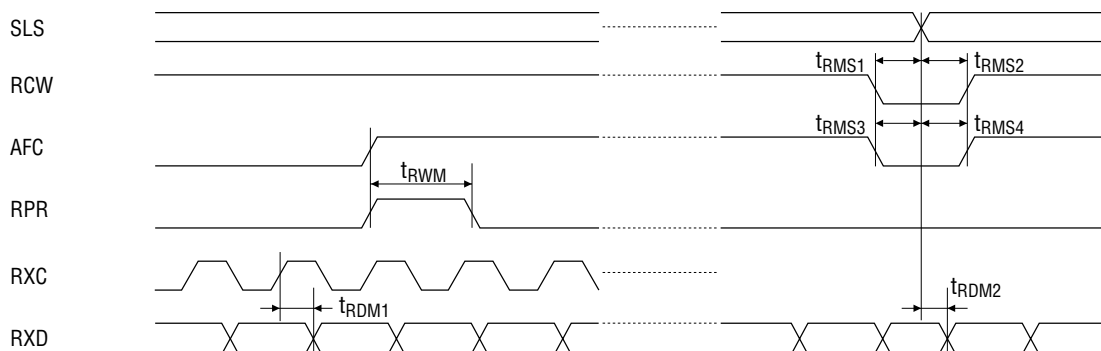 SLS
tRMS1 tRMS2
RCW
tRMS3 tRMS4
AFC
tRWM
RPR
RXC
tRDM1 tRDM2
RXD